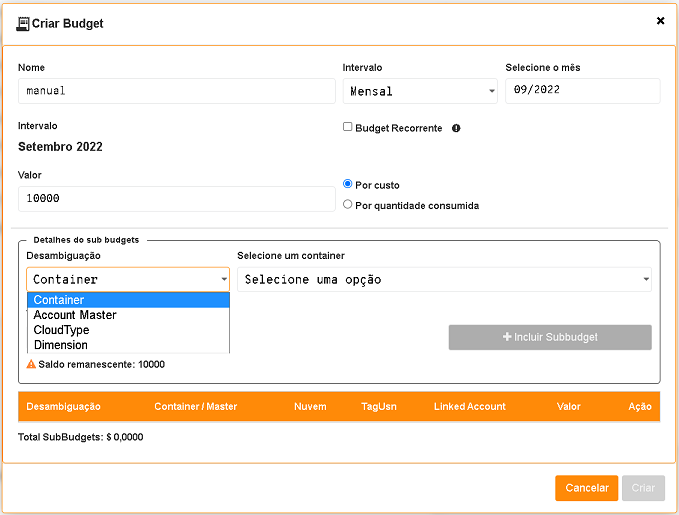 Criar Budget
Nome Intervalo Selecione o mês
manual Mensal 09/2022
Intervalo
Budget Recorrente
Setembro 2022
Valor
Por custo
10000
Por quantidade consumida
Detalhes do sub budgets
Desambiguação Selecione um container
Container Selecione uma opção
Container
Account Master
CloudType
Dimension
+ Incluir Subbudget
Saldo remanescente: 10000
Desambiguação Container / Master Nuvem TagUsn Linked Account Valor Ação
Total SubBudgets: $ 0,0000
Cancelar Criar